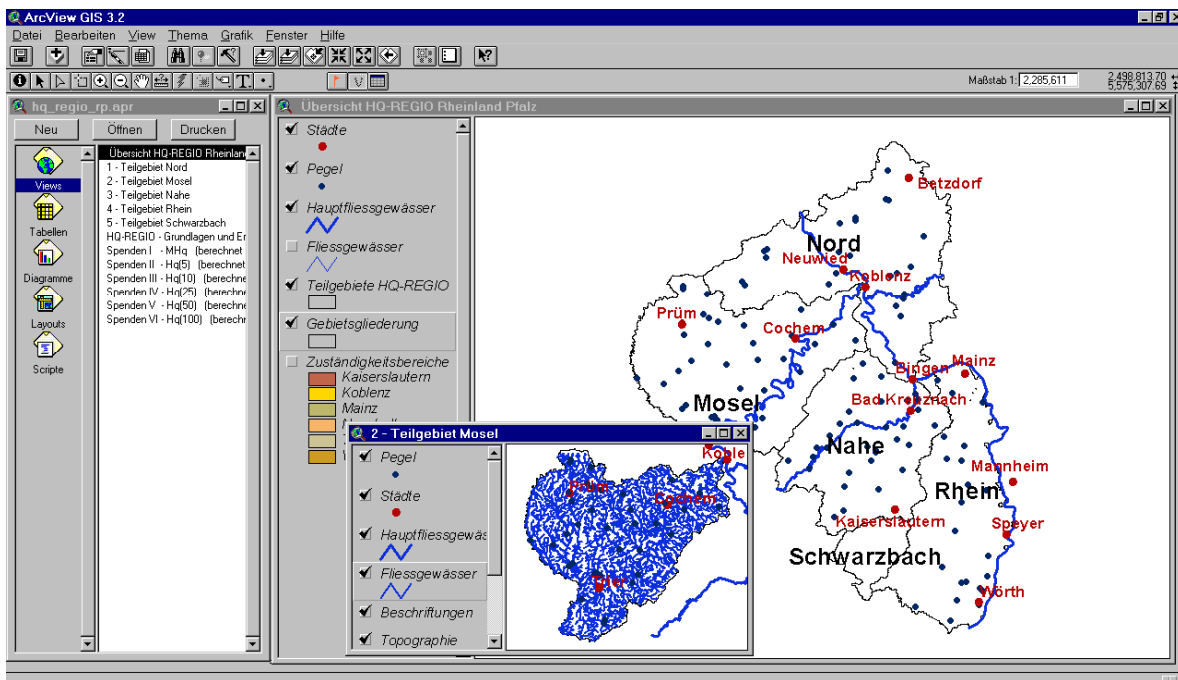 ArcView GIS 3.2
Datei Bearbeiten View Thema Grafik Fenster Hilfe
Maßstab 1: 2,285,611
2,498,813.70
5,575,307.69
hq_regio_rp.apr
Neu Öffnen Drucken
Views
Tabellen
Diagramme
Layouts
Scripte
Übersicht HQ-REGIO Rheinland
1 - Teilgebiet Nord
2 - Teilgebiet Mosel
3 - Teilgebiet Nahe
4 - Teilgebiet Rhein
5 - Teilgebiet Schwarzbach
HQ-REGIO - Grundlagen und Er
Spenden I - MHq (berechnet
Spenden II - Hq(5) (berechnet
Spenden III - Hq(10) (berechne
Spenden IV - Hq(25) (berechne
Spenden V - Hq(50) (berechne
Spenden VI - Hq(100) (berechr
Übersicht HQ-REGIO Rheinland Pfalz
Städte
Pegel
Hauptfliessgewässer
Fliessgewässer
Teilgebiete HQ-REGIO
Gebietsgliederung
Zuständigkeitsbereiche
Kaiserslautern
Koblenz
Mainz
Betzdorf
Nord
Neuwied
Koblenz
Prüm
Cochem
Bingen
Mainz
Mosel
Bad Kreuznach
Nahe
Mannheim
Rhein
Kaiserslautern
Speyer
Schwarzbach
Wörth
2 - Teilgebiet Mosel
Pegel
Städte
Hauptfliessgewäs
Fliessgewässer
Beschriftungen
Topographie
Koble
Prüm
Cochem
Trier